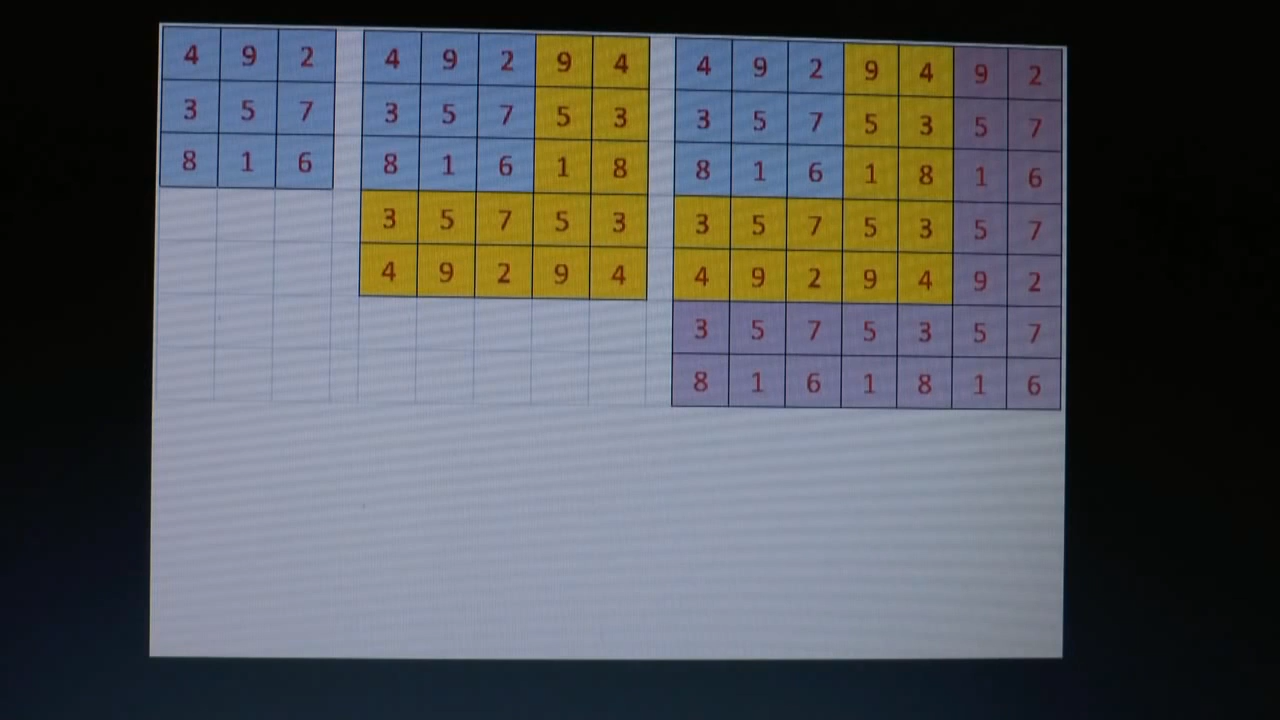 4 9 2 4 9 2 9 4 4 9 2 9 4 9 2
3 5 7 3 5 7 5 3 3 5 7 5 3 5 7
8 1 6 8 1 6 1 8 8 1 6 1 8 1 6
3 5 7 5 3 3 5 7 5 3 5 7
4 9 2 9 4 4 9 2 9 4 9 2
3 5 7 5 3 5 7
8 1 6 1 8 1 6